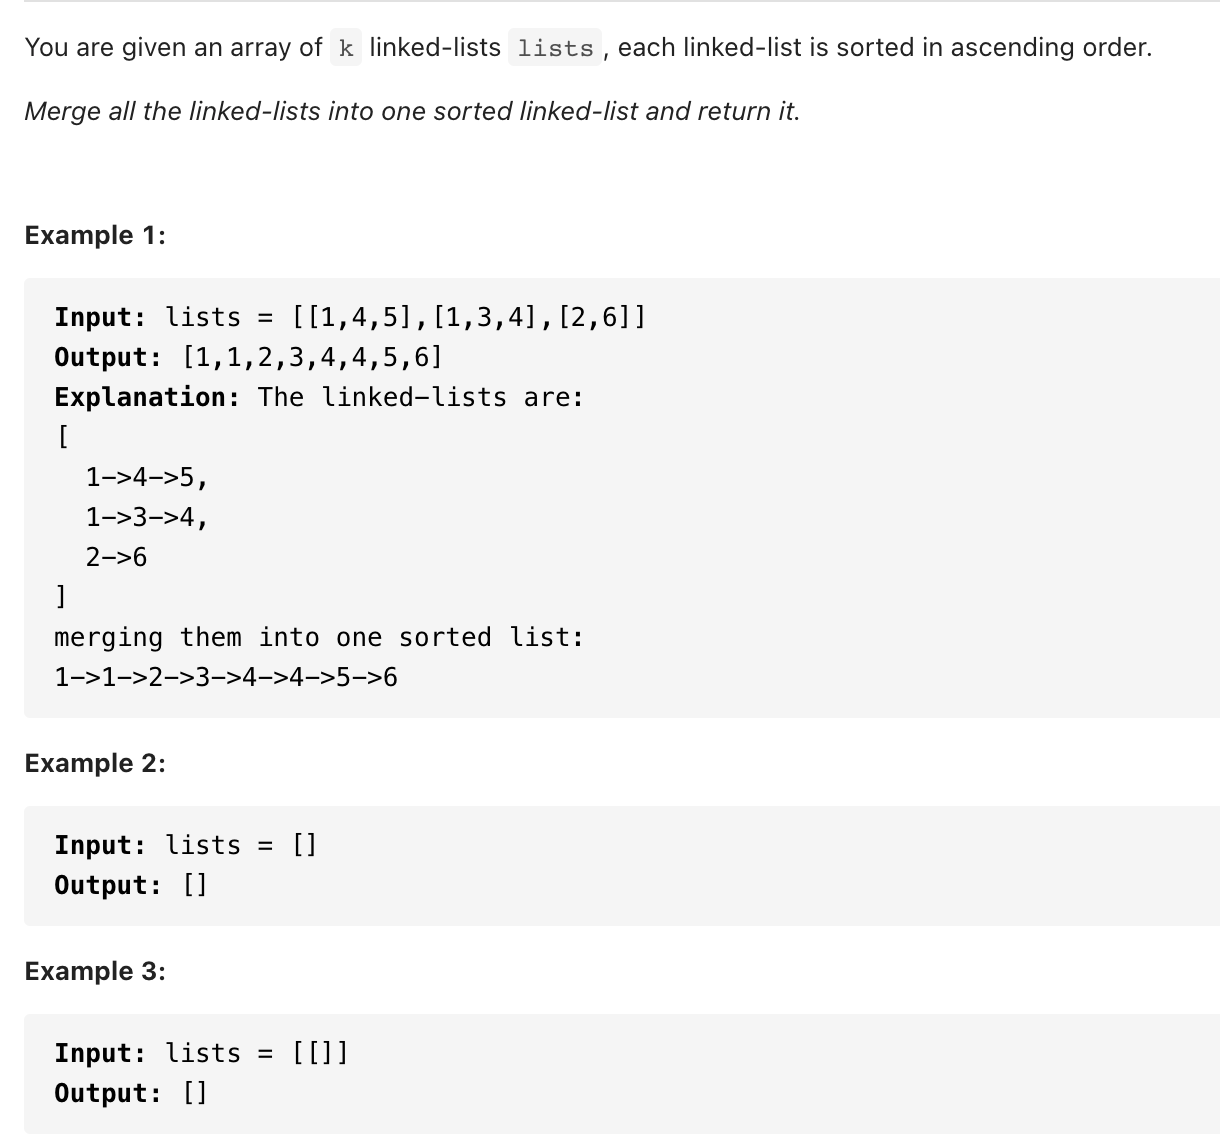 You are given an array of k linked-lists lists, each linked-list is sorted in ascending order.
Merge all the linked-lists into one sorted linked-list and return it.
Example 1:
Input: lists = [[1,4,5],[1,3,4],[2,6]]
Output: [1,1,2,3,4,4,5,6]
Explanation: The linked-lists are:
[
  1->4->5,
  1->3->4,
  2->6
]
merging them into one sorted list:
1->1->2->3->4->4->5->6
Example 2:
Input: lists = []
Output: []
Example 3:
Input: lists = [[]]
Output: []